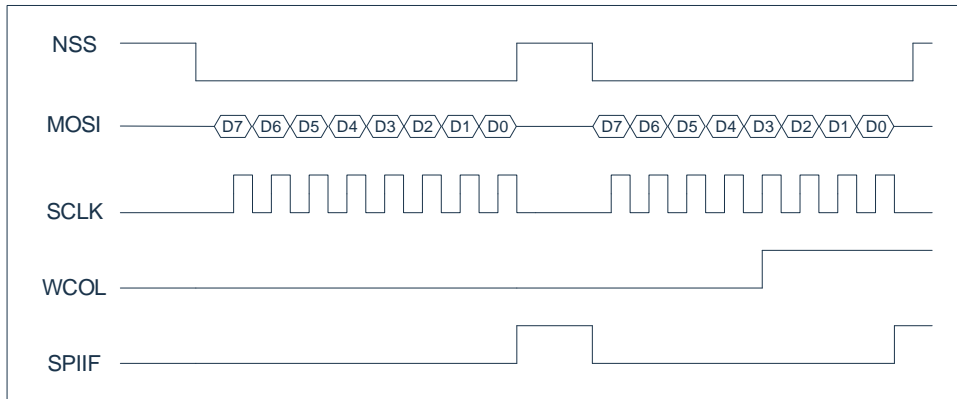 NSS
MOSI D7 D6 D5 D4 D3 D2 D1 D0 D7 D6 D5 D4 D3 D2 D1 D0
SCLK
WCOL
SPIIF